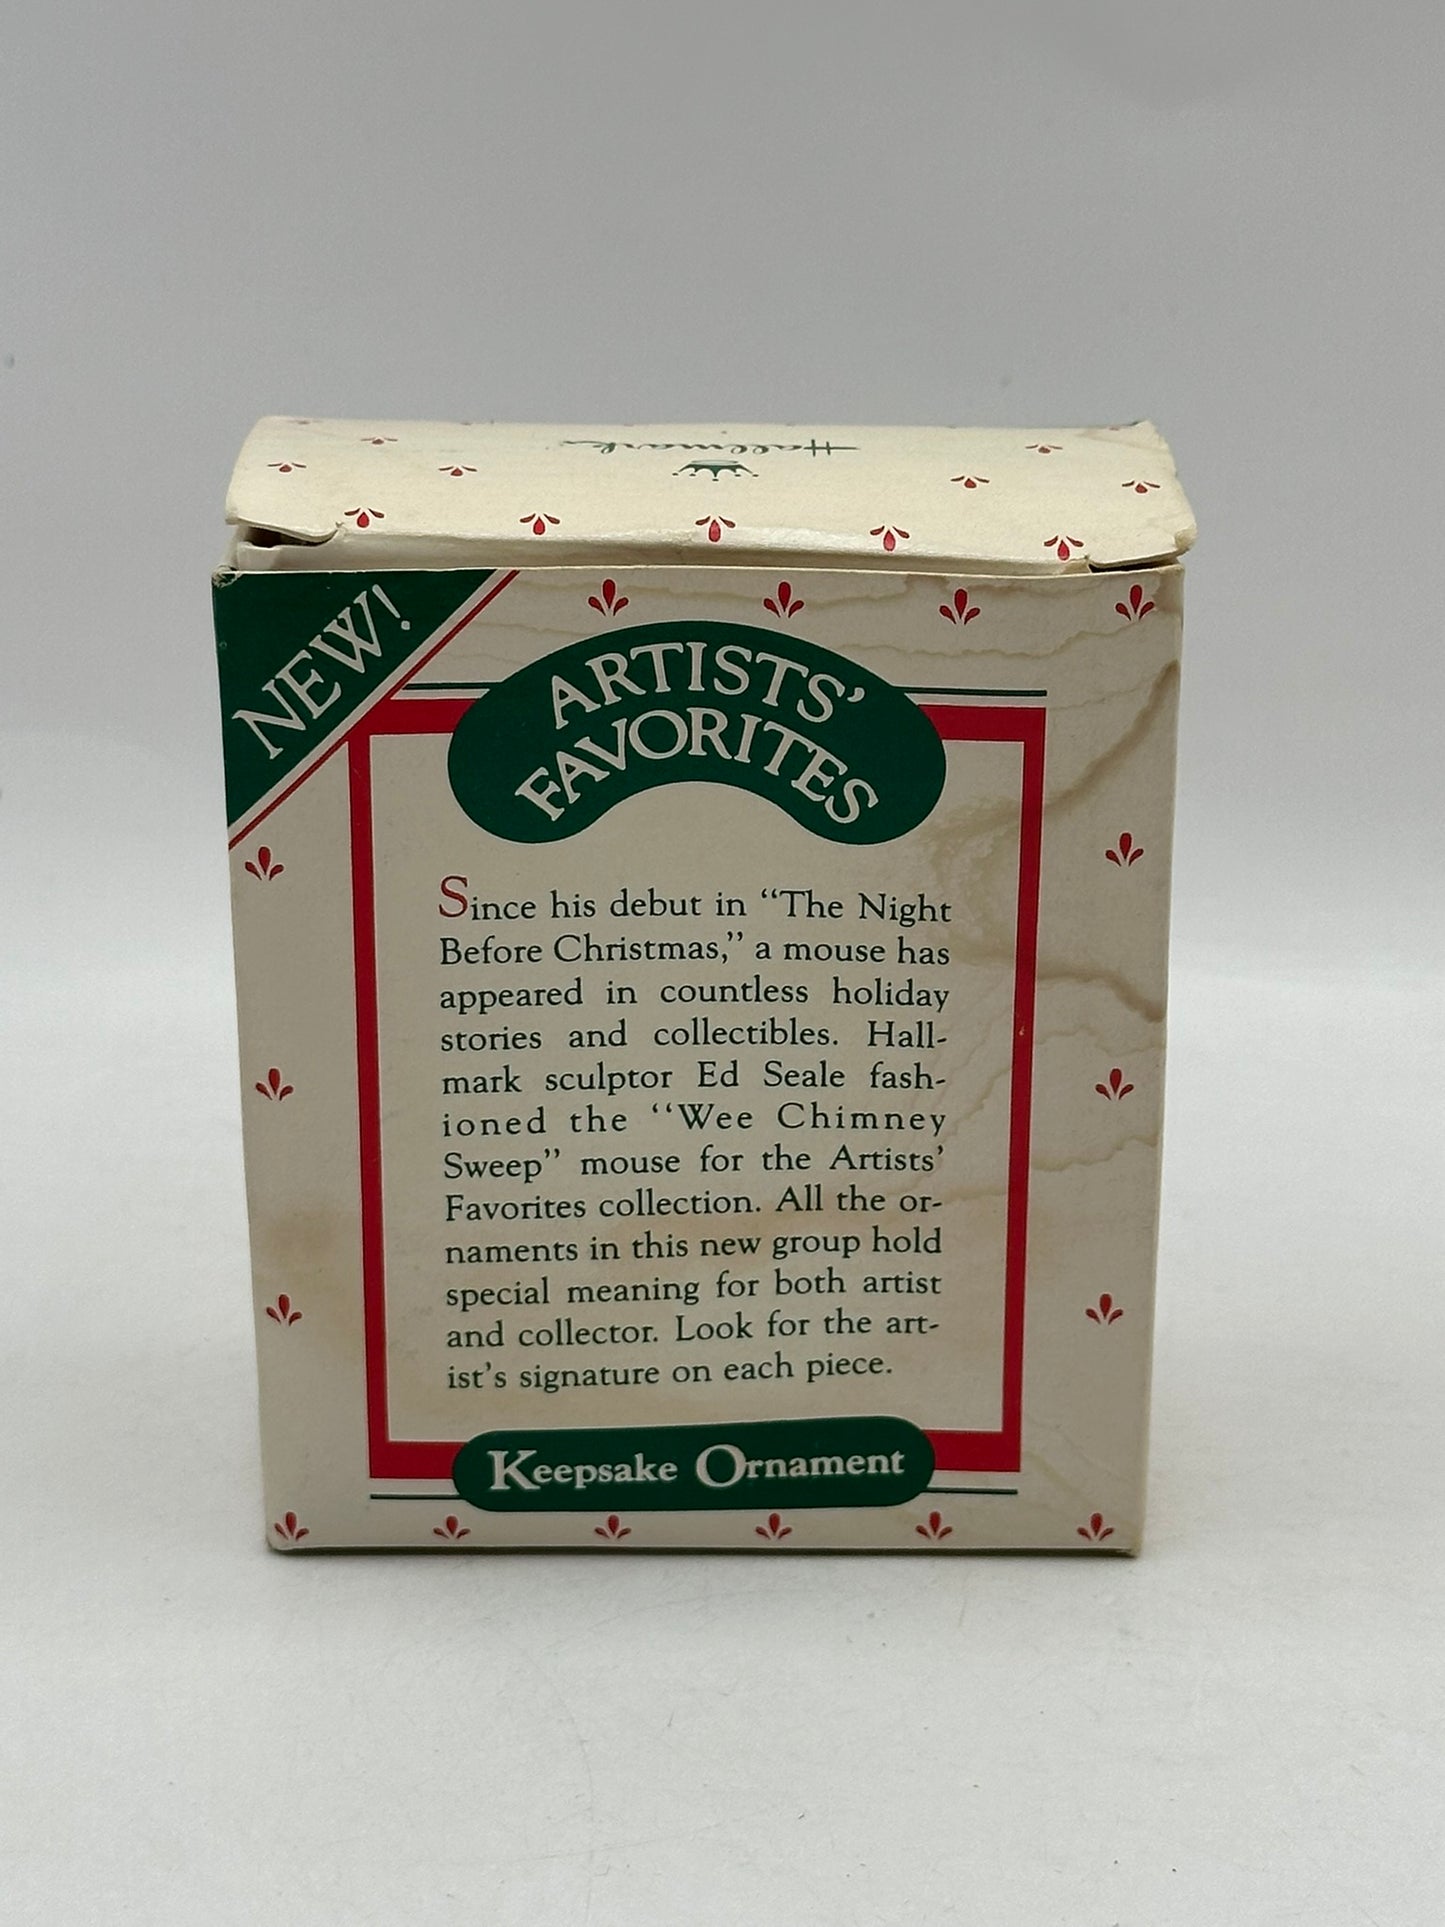 Hallmark
NEW!
ARTISTS'
FAVORITES
Since his debut in “The Night
Before Christmas,” a mouse has
appeared in countless holiday
stories and collectibles. Hall-
mark sculptor Ed Seale fash-
ioned the “Wee Chimney
Sweep” mouse for the Artists’
Favorites collection. All the or-
naments in this new group hold
special meaning for both artist
and collector. Look for the art-
ist’s signature on each piece.
Keepsake Ornament